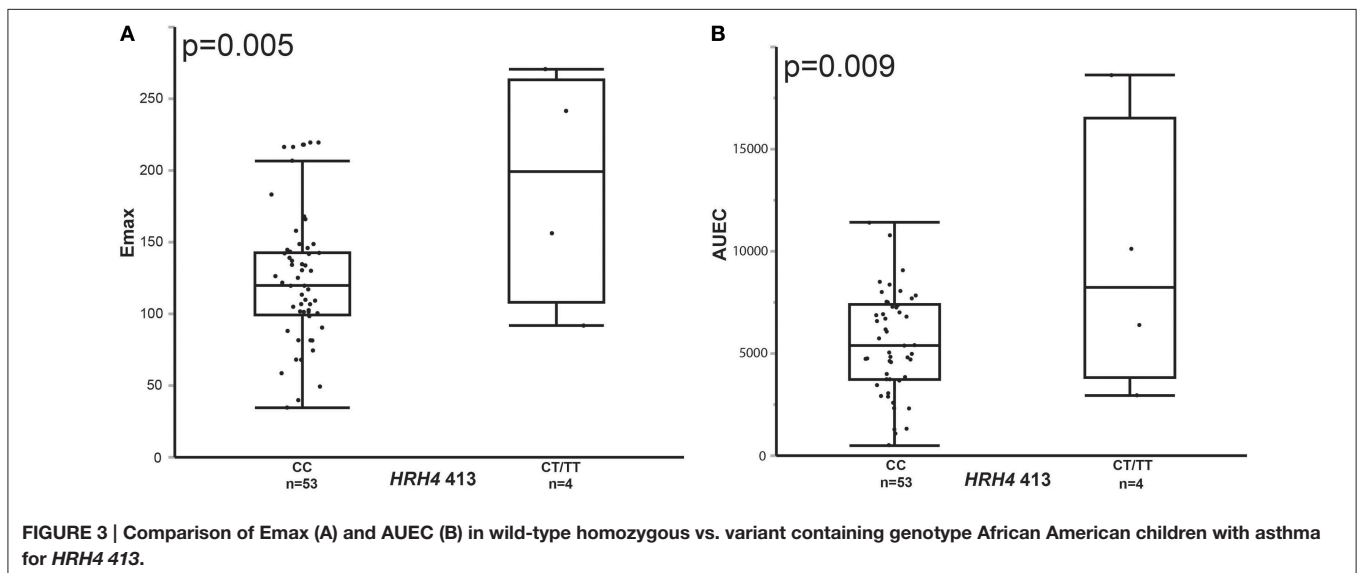 A
p=0.005
Emax
250
200
150
100
50
0
CC
n=53
HRH4 413
CT/TT
n=4
B
p=0.009
AUEC
15000
10000
5000
0
CC
n=53
HRH4 413
CT/TT
n=4
FIGURE 3 | Comparison of Emax (A) and AUEC (B) in wild-type homozygous vs. variant containing genotype African American children with asthma
for HRH4 413.